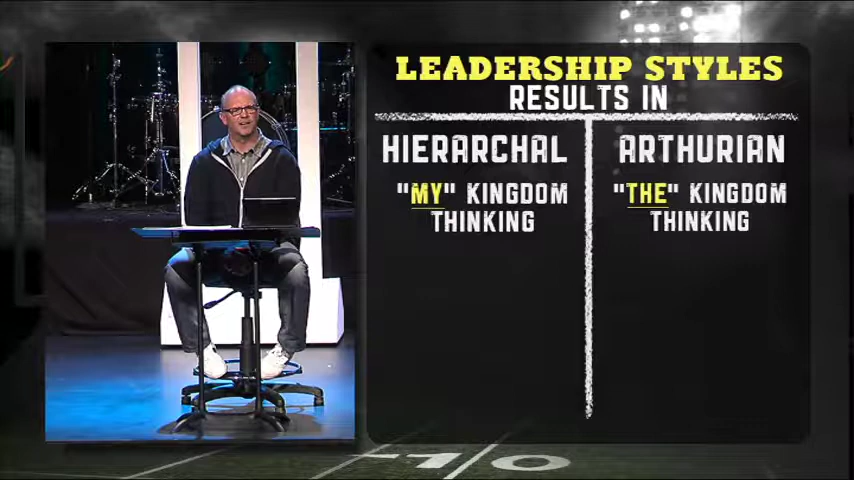 LEADERSHIP STYLES
RESULTS IN
HIERARCHAL
"MY" KINGDOM
THINKING
ARTHURIAN
"THE" KINGDOM
THINKING
10